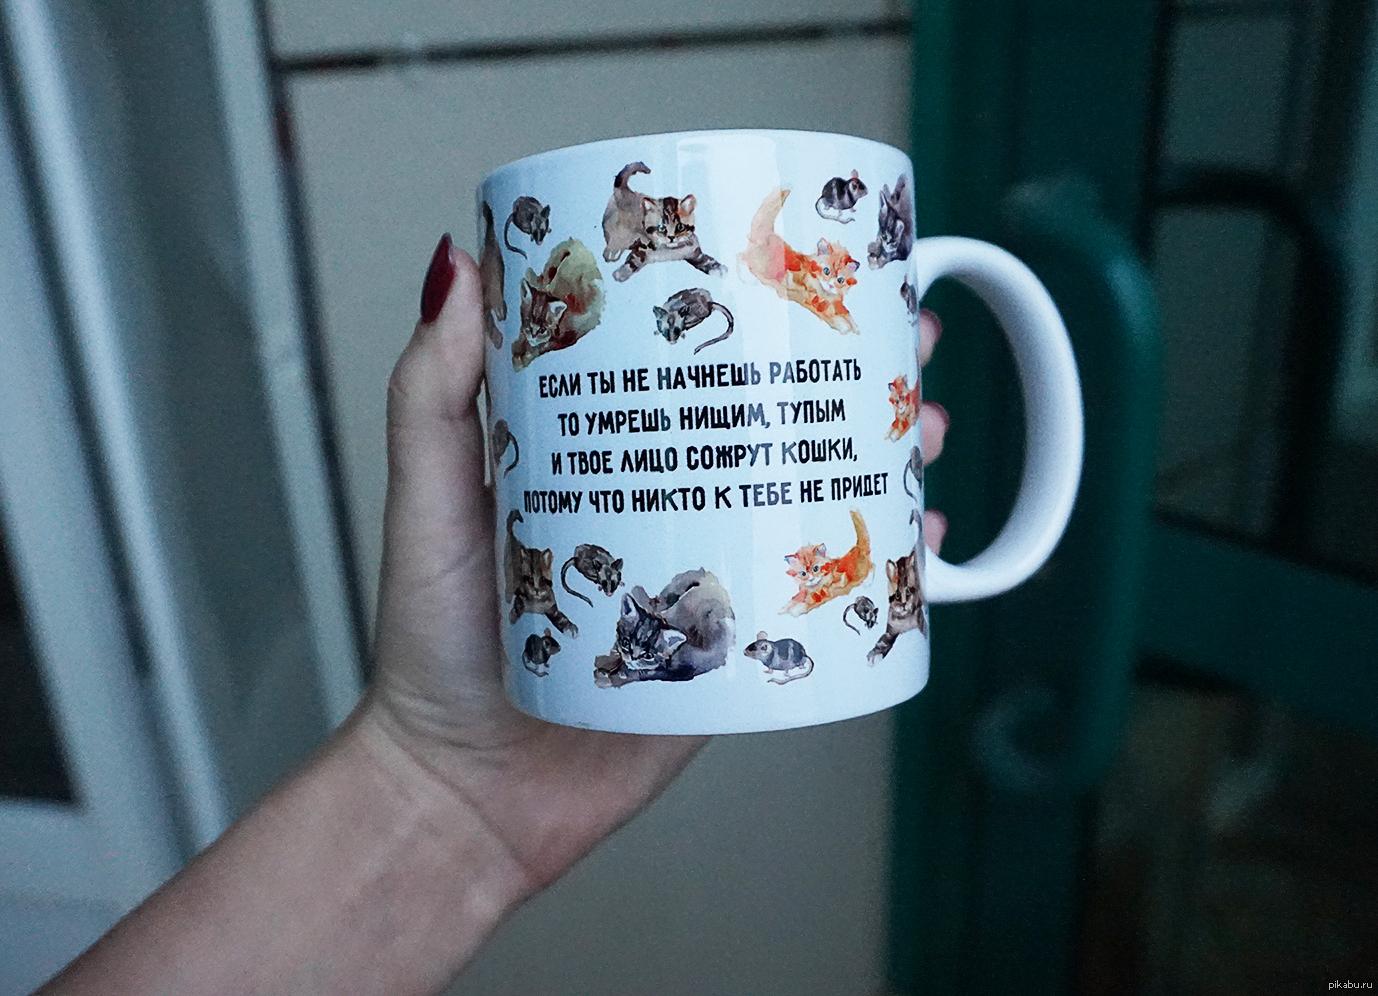 ЕСЛИ ТЫ НЕ НАЧНЕШЬ РАБОТАТЬ
ТО УМРЕШЬ НИЩИМ, ТУПЫМ
И ТВОЕ ЛИЦО СОЖРУТ КОШКИ,
ПОТОМУ ЧТО НИКТО К ТЕБЕ НЕ ПРИДЕТ
pikabu.ru